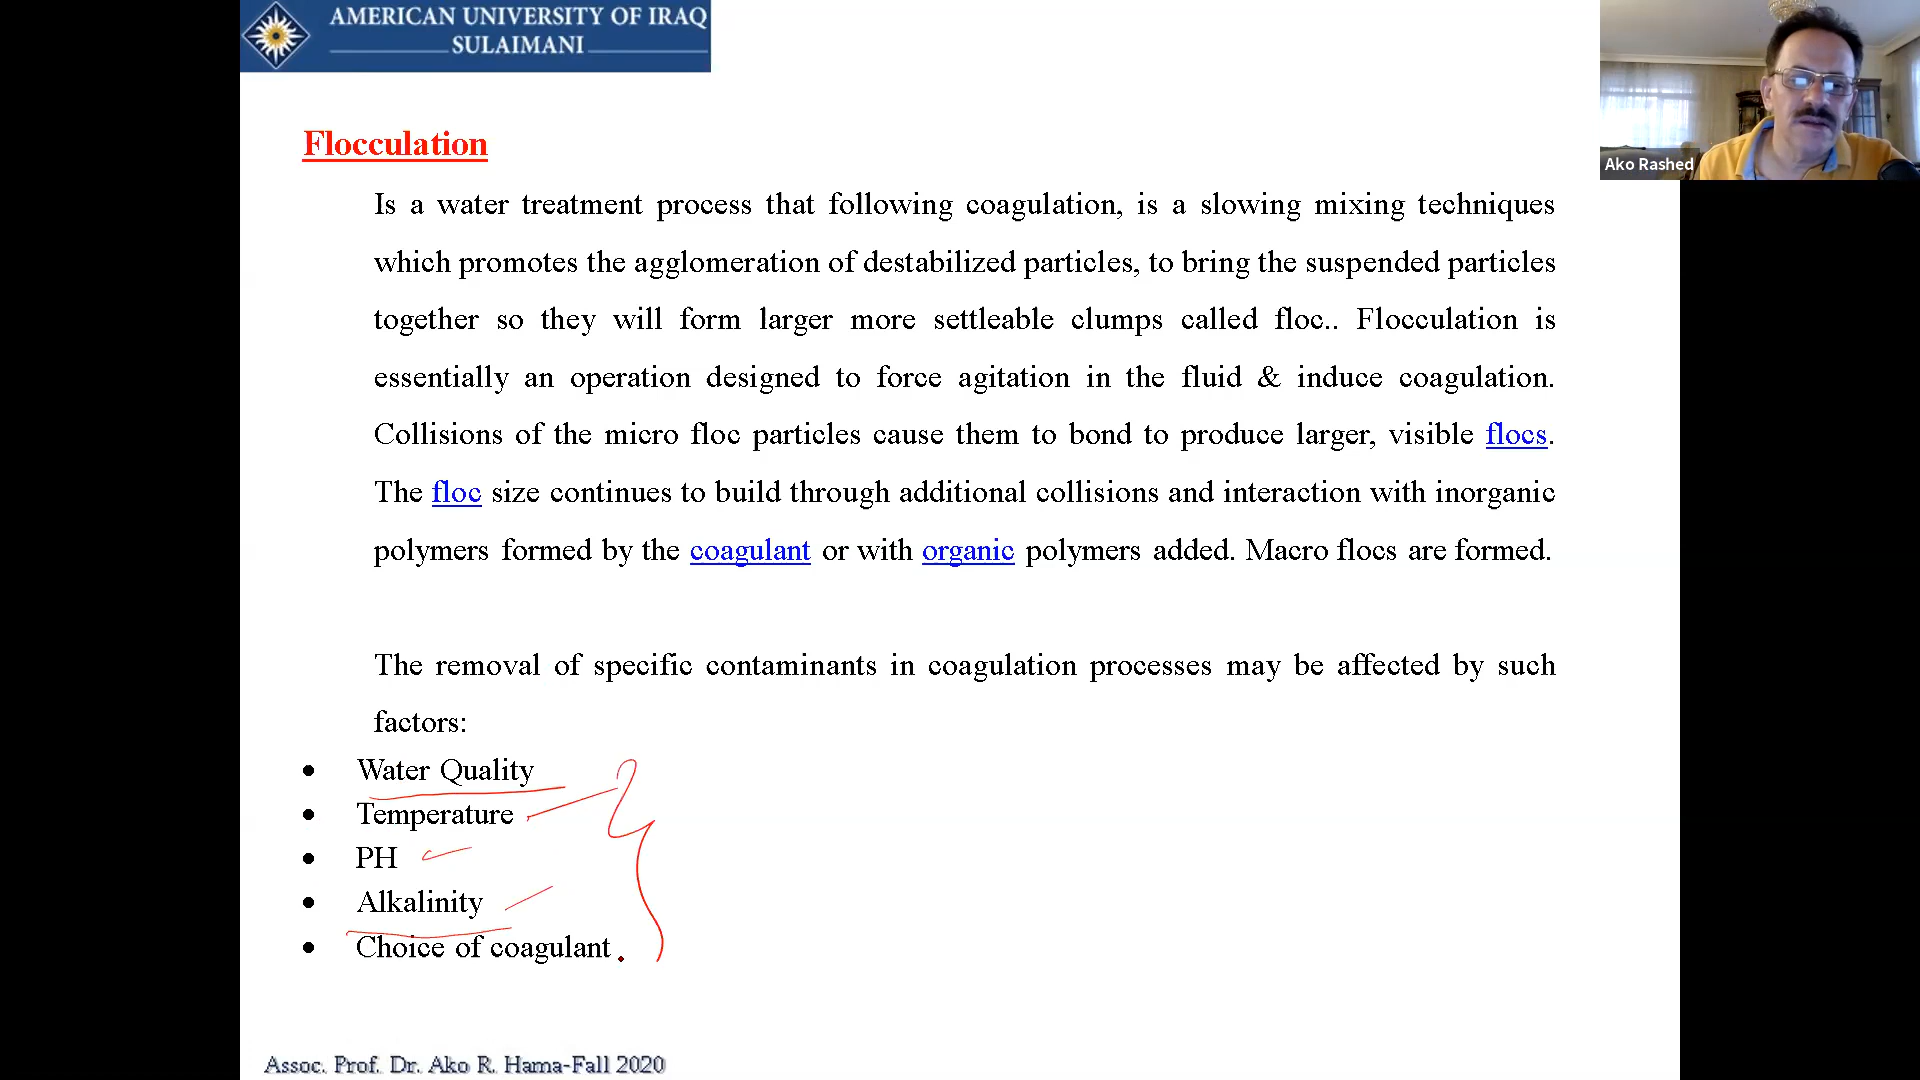 AMERICAN UNIVERSITY OF IRAQ
SULAIMANI
Ako Rashed
Flocculation
Is a water treatment process that following coagulation, is a slowing mixing techniques
which promotes the agglomeration of destabilized particles, to bring the suspended particles
together so they will form larger more settleable clumps called floc.. Flocculation is
essentially an operation designed to force agitation in the fluid & induce coagulation.
Collisions of the micro floc particles cause them to bond to produce larger, visible flocs.
The floc size continues to build through additional collisions and interaction with inorganic
polymers formed by the coagulant or with organic polymers added. Macro flocs are formed.
The removal of specific contaminants in coagulation processes may be affected by such
factors:
• Water Quality
• Temperature
• PH
• Alkalinity
• Choice of coagulant.
Assoc. Prof. Dr. Ako R. Hama-Fall 2020